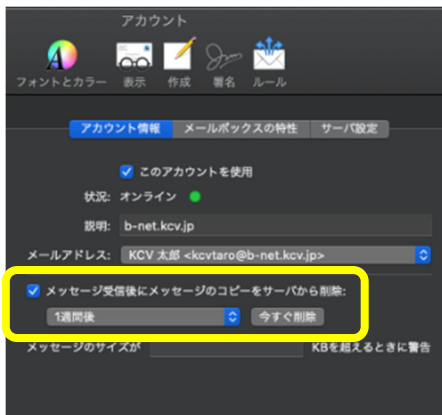 アカウント
フォントとカラー 表示 作成 署名 ルール
アカウント情報 メールボックスの特性 サーバ設定
このアカウントを使用
状況: オンライン
説明: b-net.kcv.jp
メールアドレス: KCV 太郎 <kcvtaro@b-net.kcv.jp>
メッセージ受信後にメッセージのコピーをサーバから削除:
1週間後 今すぐ削除
メッセージのサイズが KBを超えるときに警告